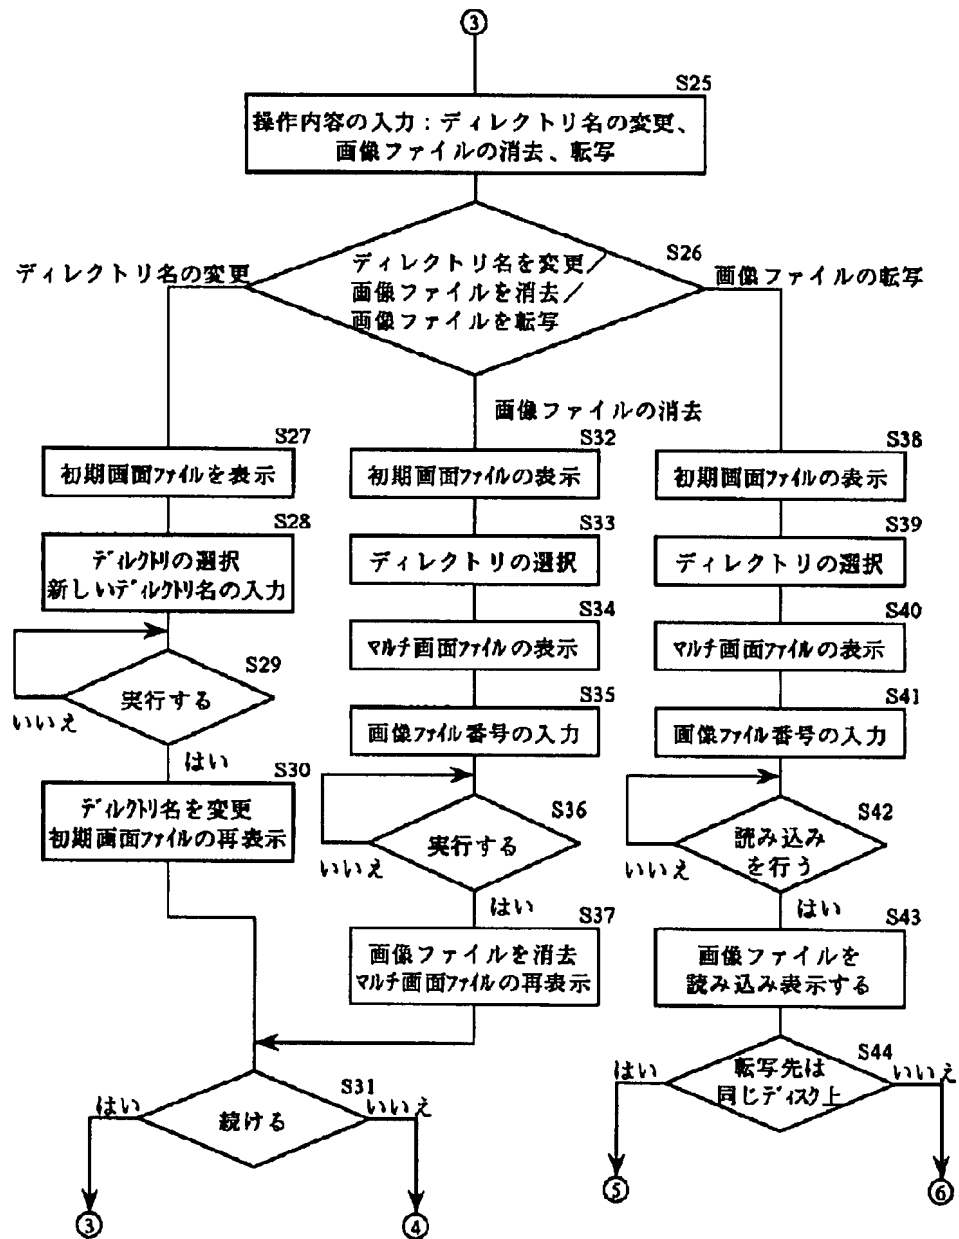 ③
S25
操作内容の入力：ディレクトリ名の変更、
画像ファイルの消去、転写
S26
ディレクトリ名を変更／
画像ファイルを消去／
画像ファイルを転写
ディレクトリ名の変更
画像ファイルの転写
画像ファイルの消去
S27
初期画面ファイルを表示
S28
ディレクトリの選択
新しいディレクトリ名の入力
S29
実行する
いいえ
はい
S30
ディレクトリ名を変更
初期画面ファイルの再表示
S32
初期画面ファイルの表示
S33
ディレクトリの選択
S34
マルチ画面ファイルの表示
S35
画像ファイル番号の入力
S36
実行する
いいえ
はい
S37
画像ファイルを消去
マルチ画面ファイルの再表示
S31
続ける
はい
いいえ
③
④
S38
初期画面ファイルの表示
S39
ディレクトリの選択
S40
マルチ画面ファイルの表示
S41
画像ファイル番号の入力
S42
読み込み
を行う
いいえ
はい
S43
画像ファイルを
読み込み表示する
S44
転写先は
同じディスク上
はい
いいえ
⑤
⑥